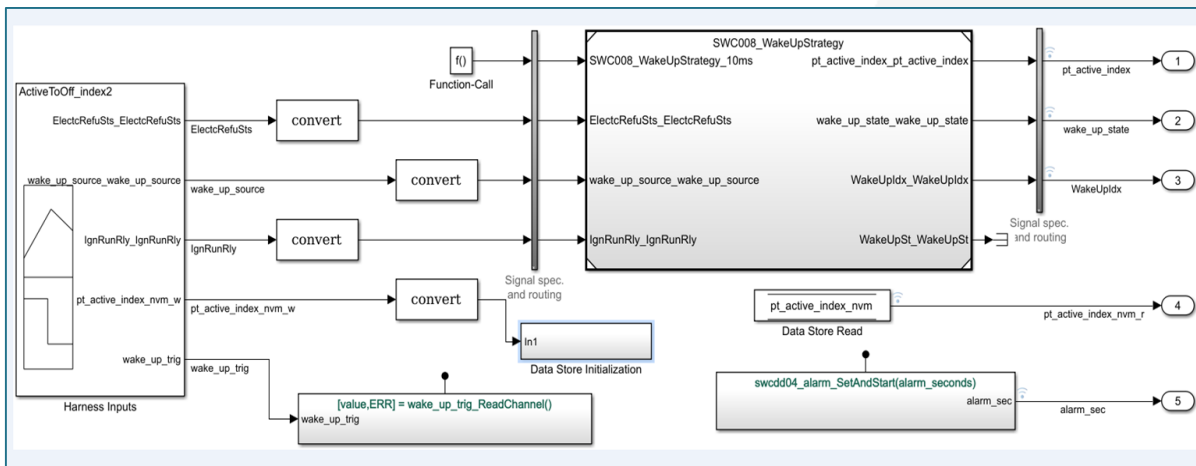 SWC008_WakeUpStrategy
f()
SWC008_WakeUpStrategy_10ms
pt_active_index_pt_active_index
1
pt_active_index
Function-Call
ActiveToOff_index2
ElectcRefuSts_ElectcRefuSts
ElectcRefuSts
convert
ElectcRefuSts_ElectcRefuSts
wake_up_state_wake_up_state
2
wake_up_state
wake_up_source_wake_up_source
wake_up_source
convert
wake_up_source_wake_up_source
WakeUpIdx_WakeUpIdx
3
WakeUpIdx
IgnRunRly_IgnRunRly
IgnRunRly
convert
IgnRunRly_IgnRunRly
WakeUpSt_WakeUpSt
Signal spec.
and routing
Signal spec.
and routing
pt_active_index_nvm_w
pt_active_index_nvm_w
convert
pt_active_index_nvm
4
pt_active_index_nvm_r
Data Store Read
In1
Data Store Initialization
wake_up_trig
wake_up_trig
Harness Inputs
[value,ERR] = wake_up_trig_ReadChannel()
wake_up_trig
swcdd04_alarm_SetAndStart(alarm_seconds)
alarm_sec
alarm_sec
5